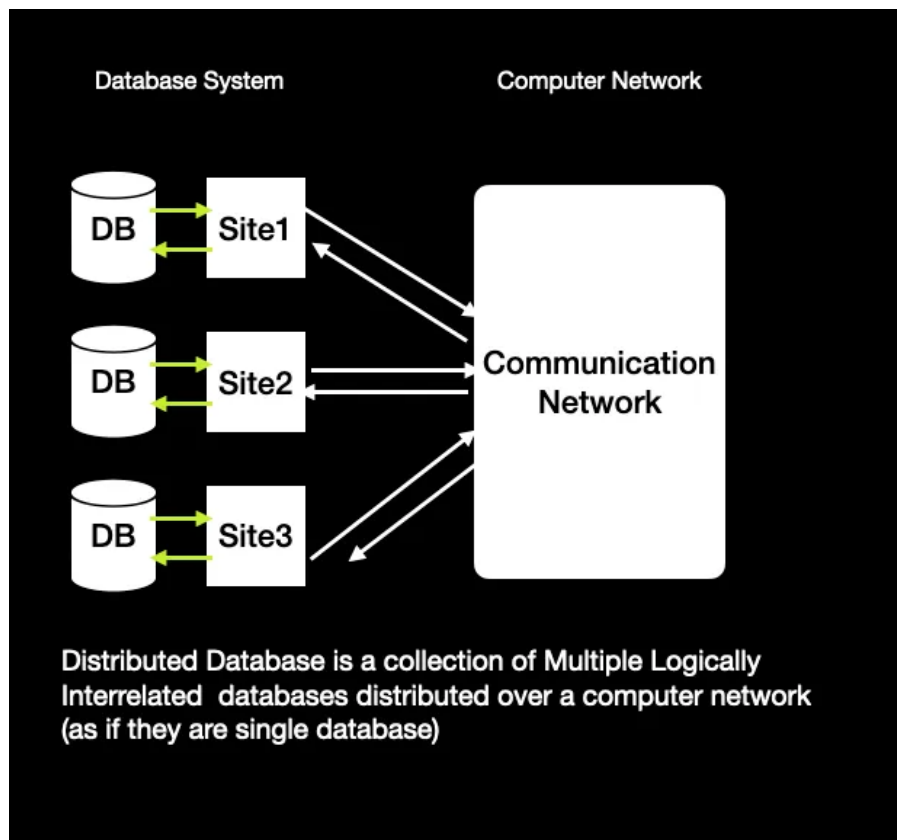 Database System
Computer Network
DB
Site1
DB
Site2
Communication
Network
DB
Site3
Distributed Database is a collection of Multiple Logically
Interrelated  databases distributed over a computer network
(as if they are single database)